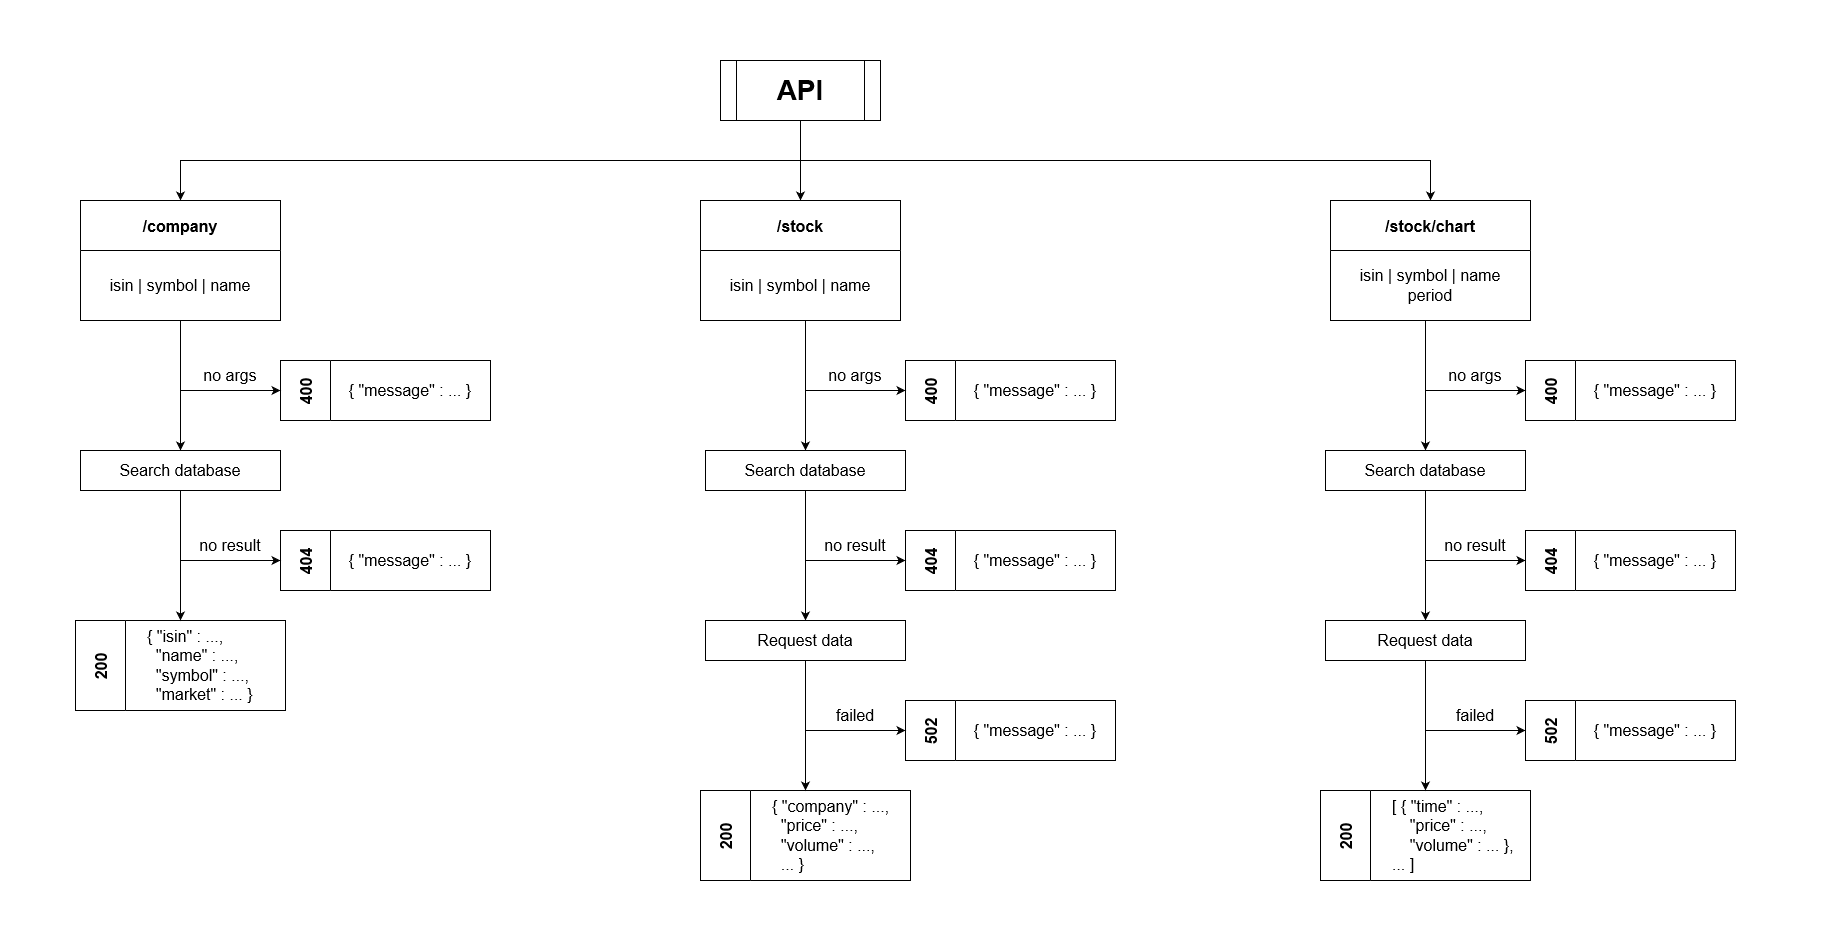 API
/company
isin | symbol | name
no args
400
{ "message" : ... }
Search database
no result
404
{ "message" : ... }
200
{ "isin" : ...,
"name" : ...,
"symbol" : ...,
"market" : ... }
/stock
isin | symbol | name
no args
400
{ "message" : ... }
Search database
no result
404
{ "message" : ... }
Request data
failed
502
{ "message" : ... }
200
{ "company" : ...,
"price" : ...,
"volume" : ...,
... }
/stock/chart
isin | symbol | name
period
no args
400
{ "message" : ... }
Search database
no result
404
{ "message" : ... }
Request data
failed
502
{ "message" : ... }
200
[ { "time" : ...,
"price" : ...,
"volume" : ... },
... ]